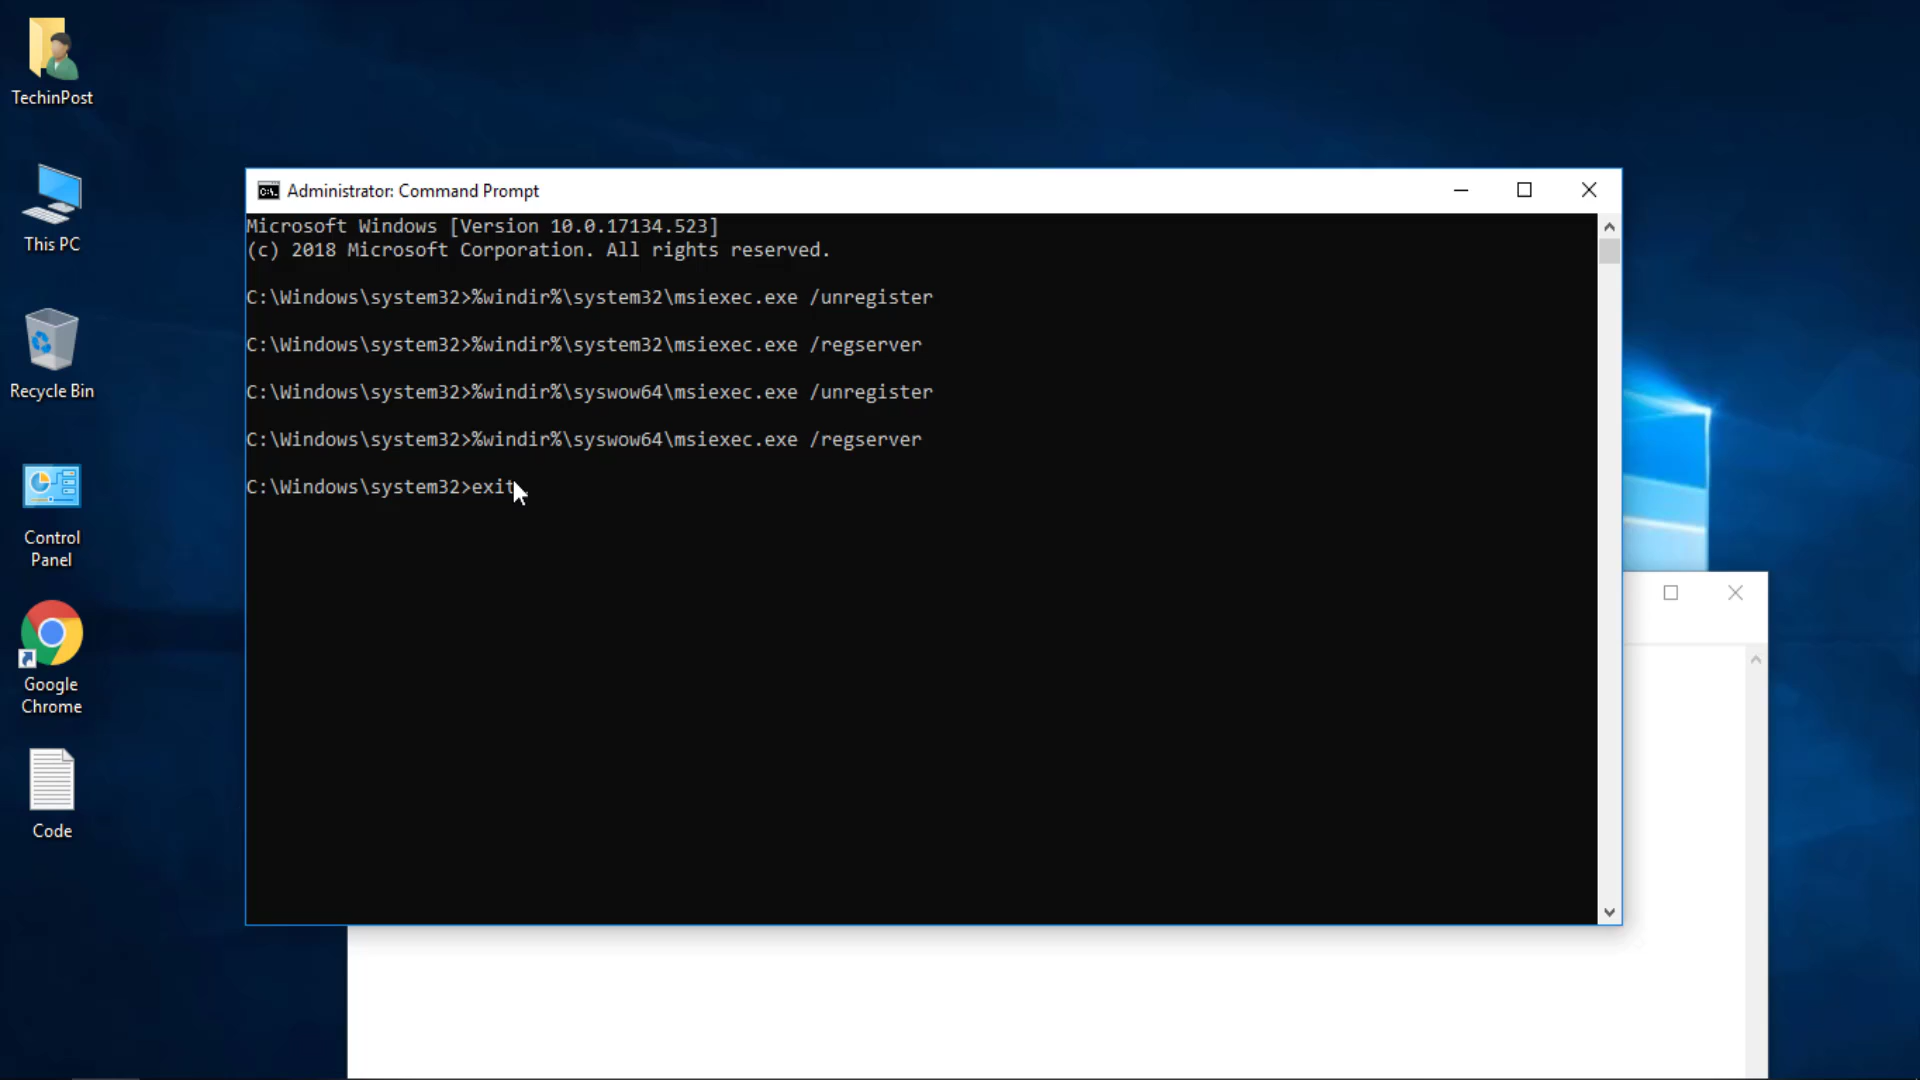 TechinPost
This PC
Recycle Bin
Control
Panel
Google
Chrome
Code
Administrator: Command Prompt
Microsoft Windows [Version 10.0.17134.523]
(c) 2018 Microsoft Corporation. All rights reserved.
C:\Windows\system32>%windir%\system32\msiexec.exe /unregister
C:\Windows\system32>%windir%\system32\msiexec.exe /regserver
C:\Windows\system32>%windir%\syswow64\msiexec.exe /unregister
C:\Windows\system32>%windir%\syswow64\msiexec.exe /regserver
C:\Windows\system32>exit